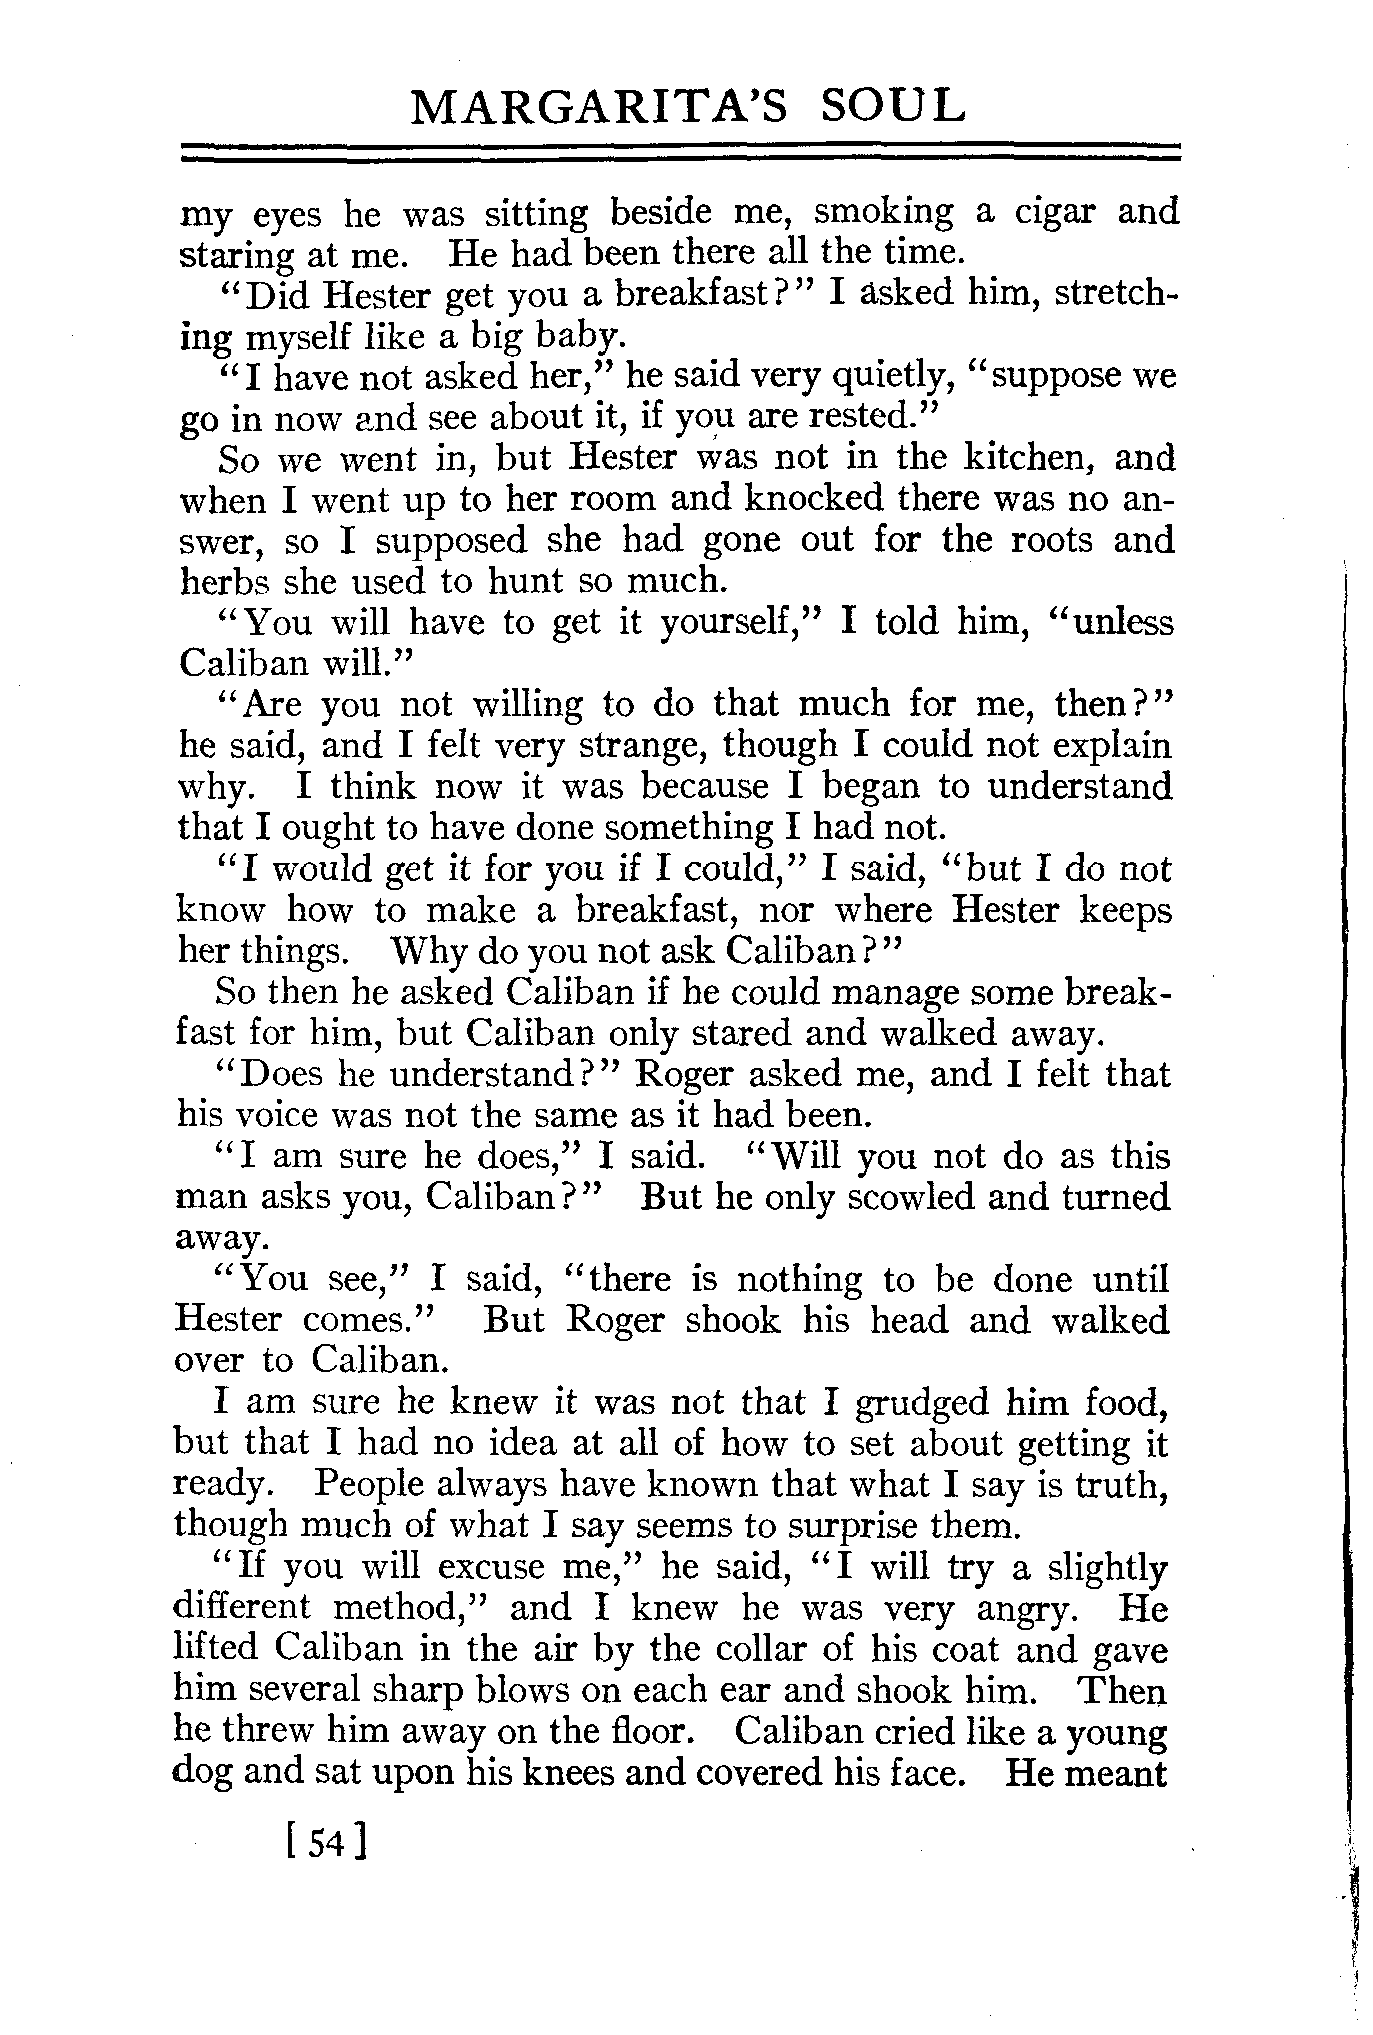 MARGARITA'S SOUL
my eyes he was sitting beside me, smoking a cigar and
staring at me. He had been there all the time.
"Did Hester get you a breakfast?" I asked him, stretch-
ing myself like a big baby.
"I have not asked her," he said very quietly, "suppose we
go in now and see about it, if you are rested."
So we went in, but Hester was not in the kitchen, and
when I went up to her room and knocked there was no an-
swer, so I supposed she had gone out for the roots and
herbs she used to hunt so much.
"You will have to get it yourself," I told him, "unless
Caliban will."
"Are you not willing to do that much for me, then?"
he said, and I felt very strange, though I could not explain
why. I think now it was because I began to understand
that I ought to have done something I had not.
"I would get it for you if I could," I said, "but I do not
know how to make a breakfast, nor where Hester keeps
her things. Why do you not ask Caliban?"
So then he asked Caliban if he could manage some break-
fast for him, but Caliban only stared and walked away.
"Does he understand?" Roger asked me, and I felt that
his voice was not the same as it had been.
"I am sure he does," I said. "Will you not do as this
man asks you, Caliban?" But he only scowled and turned
away.
"You see," I said, "there is nothing to be done until
Hester comes." But Roger shook his head and walked
over to Caliban.
I am sure he knew it was not that I grudged him food,
but that I had no idea at all of how to set about getting it
ready. People always have known that what I say is truth,
though much of what I say seems to surprise them.
"If you will excuse me," he said, "I will try a slightly
different method," and I knew he was very angry. He
lifted Caliban in the air by the collar of his coat and gave
him several sharp blows on each ear and shook him. Then
he threw him away on the floor. Caliban cried like a young
dog and sat upon his knees and covered his face. He meant
[ 54 ]